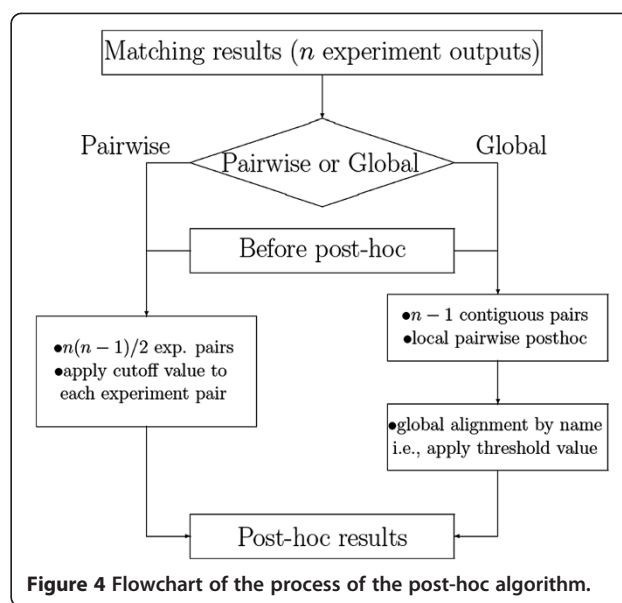 Matching results (n experiment outputs)
Pairwise
Global
Pairwise or Global
Before post-hoc
●n(n−1)/2 exp. pairs
●apply cutoff value to
each experiment pair
●n − 1 contiguous pairs
●local pairwise posthoc
●global alignment by name
i.e., apply threshold value
Post-hoc results
Figure 4 Flowchart of the process of the post-hoc algorithm.